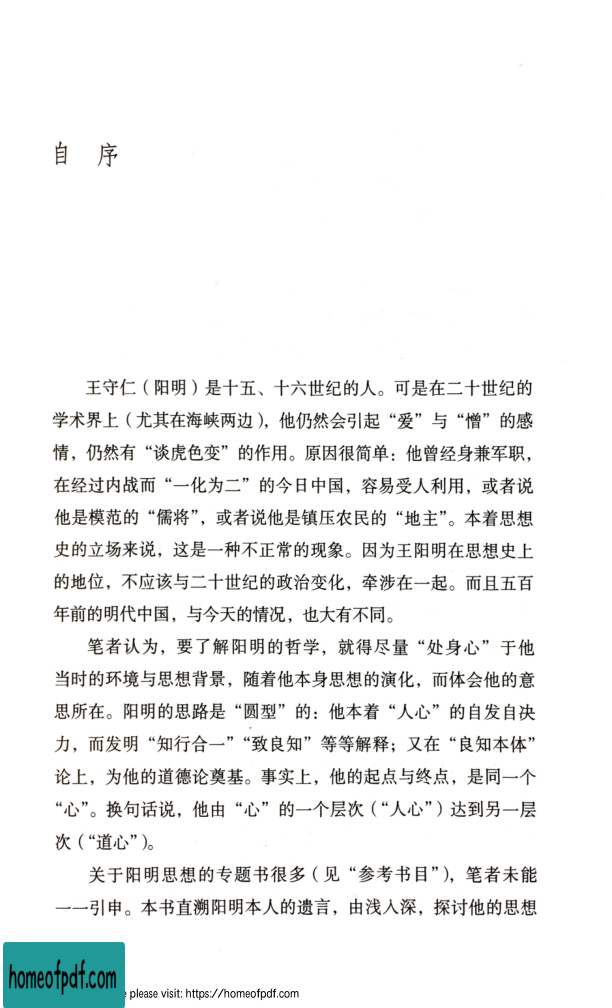 自 序
王守仁（阳明）是十五、十六世纪的人。可是在二十世纪的
学术界上（尤其在海峡两边），他仍然会引起“爱”与“憎”的感
情，仍然有“谈虎色变”的作用。原因很简单：他曾经身兼军职，
在经过内战而“一化为二”的今日中国，容易受人利用，或者说
他是模范的“儒将”，或者说他是镇压农民的“地主”。本着思想
史的立场来说，这是一种不正常的现象。因为王阳明在思想史上
的地位，不应该与二十世纪的政治变化，牵涉在一起。而且五百
年前的明代中国，与今天的情况，也大有不同。
笔者认为，要了解阳明的哲学，就得尽量“处身心”于他
当时的环境与思想背景，随着他本身思想的演化，而体会他的意
思所在。阳明的思路是“圆型”的：他本着“人心”的自发自决
力，而发明“知行合一”“致良知”等等解释；又在“良知本体”
论上，为他的道德论奠基。事实上，他的起点与终点，是同一个
“心”。换句话说，他由“心”的一个层次（“人心”）达到另一层
次（“道心”）。
关于阳明思想的专题书很多（见“参考书目”），笔者未能
一一引申。本书直溯阳明本人的遗言，由浅入深，探讨他的思想
homeofpdf.com
please visit: https://homeofpdf.com